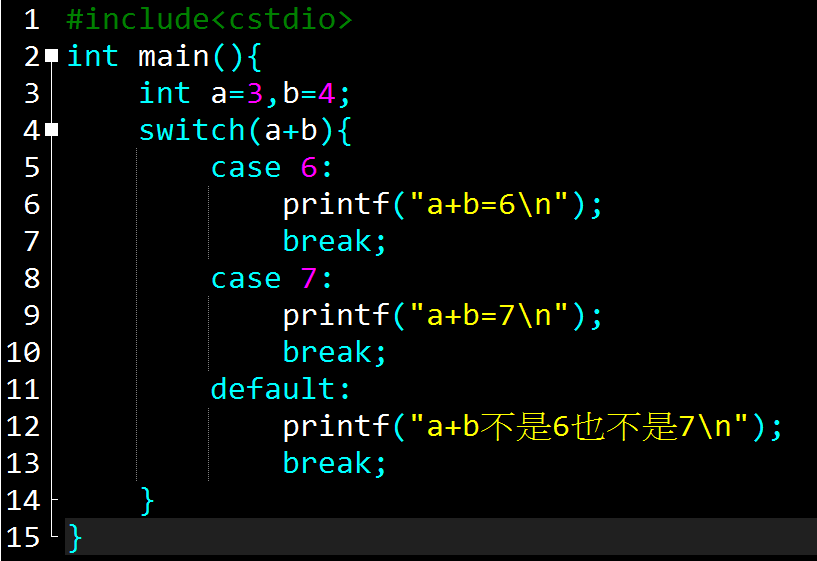 1 #include<cstdio>
2 int main(){
3     int a=3,b=4;
4     switch(a+b){
5         case 6:
6             printf("a+b=6\n");
7             break;
8         case 7:
9             printf("a+b=7\n");
10             break;
11         default:
12             printf("a+b不是6也不是7\n");
13             break;
14     }
15 }